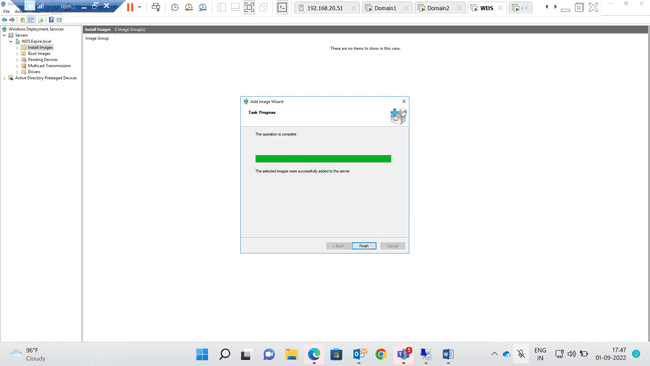 192.168.20.51
Domain1
Domain2
WDS
File
Windows Deployment Services
Servers
WDS.Expire.local
Install Images
Boot Images
Pending Devices
Multicast Transmissions
Drivers
Active Directory Prestaged Devices
Install Images 0 Image Group(s)
Image Group
There are no items to show in this view.
Add Image Wizard
Task Progress
The operation is complete
The selected images were successfully added to the server.
< Back
Finish
Cancel
96°F
Cloudy
ENG
IN
17:47
01-09-2022